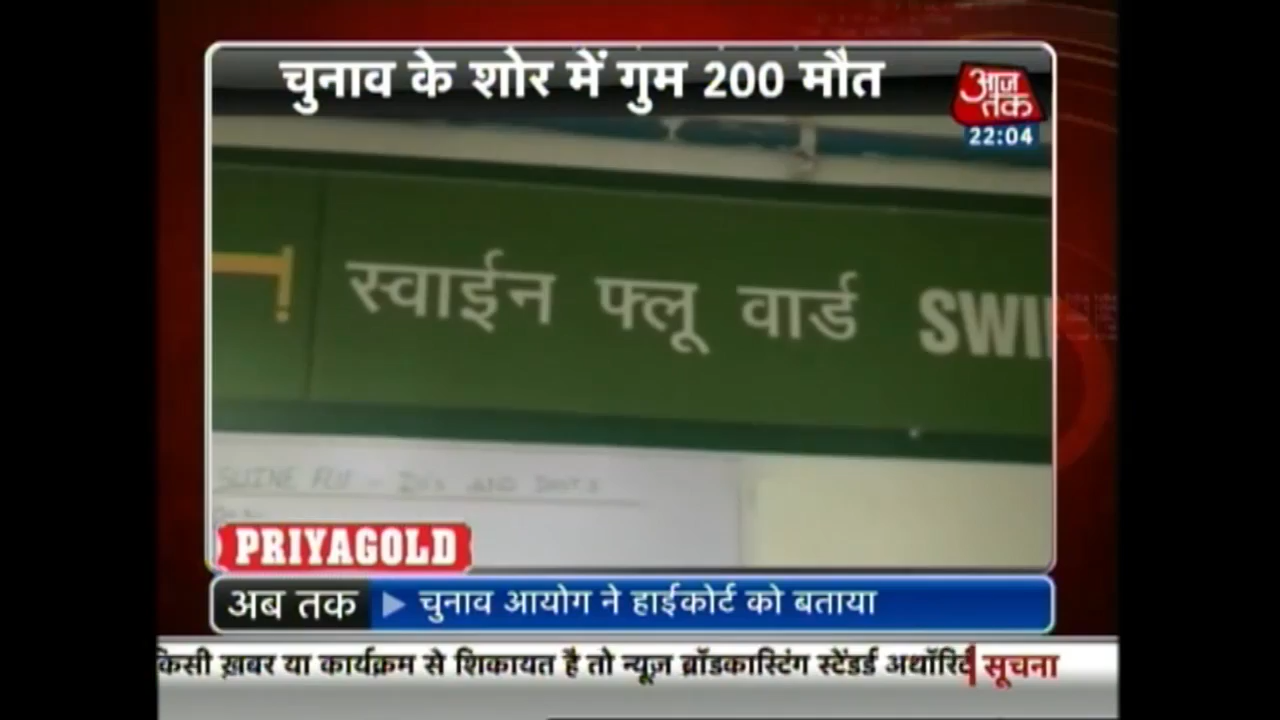 चुनाव के शोर में गुम 200 मौत
आज तक
22:04
स्वाईन फ्लू वार्ड SWI
AND
PRIYAGOLD
अब तक चुनाव आयोग ने हाईकोर्ट को बताया
किसी ख़बर या कार्यक्रम से शिकायत है तो न्यूज़ ब्रॉडकास्टिंग स्टेंडर्ड अथॉरिटी सूचना